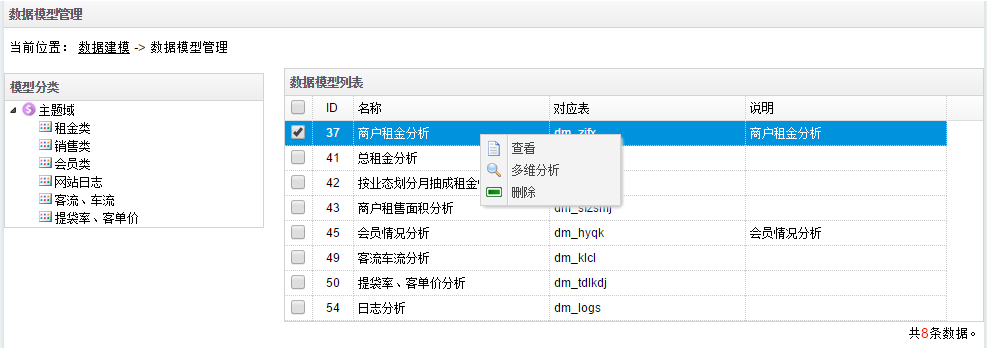 数据模型管理
当前位置： 数据建模 -> 数据模型管理
模型分类
主题域
租金类
销售类
会员类
网站日志
客流、车流
提袋率、客单价
数据模型列表
ID 名称 对应表 说明
37 商户租金分析 商户租金分析
41 总租金分析
42 按业态划分月抽成租金
43 商户租售面积分析
45 会员情况分析 dm_hyqk 会员情况分析
49 客流车流分析 dm_klcl
50 提袋率、客单价分析 dm_tdlkdj
54 日志分析 dm_logs
查看
多维分析
删除
共8条数据。